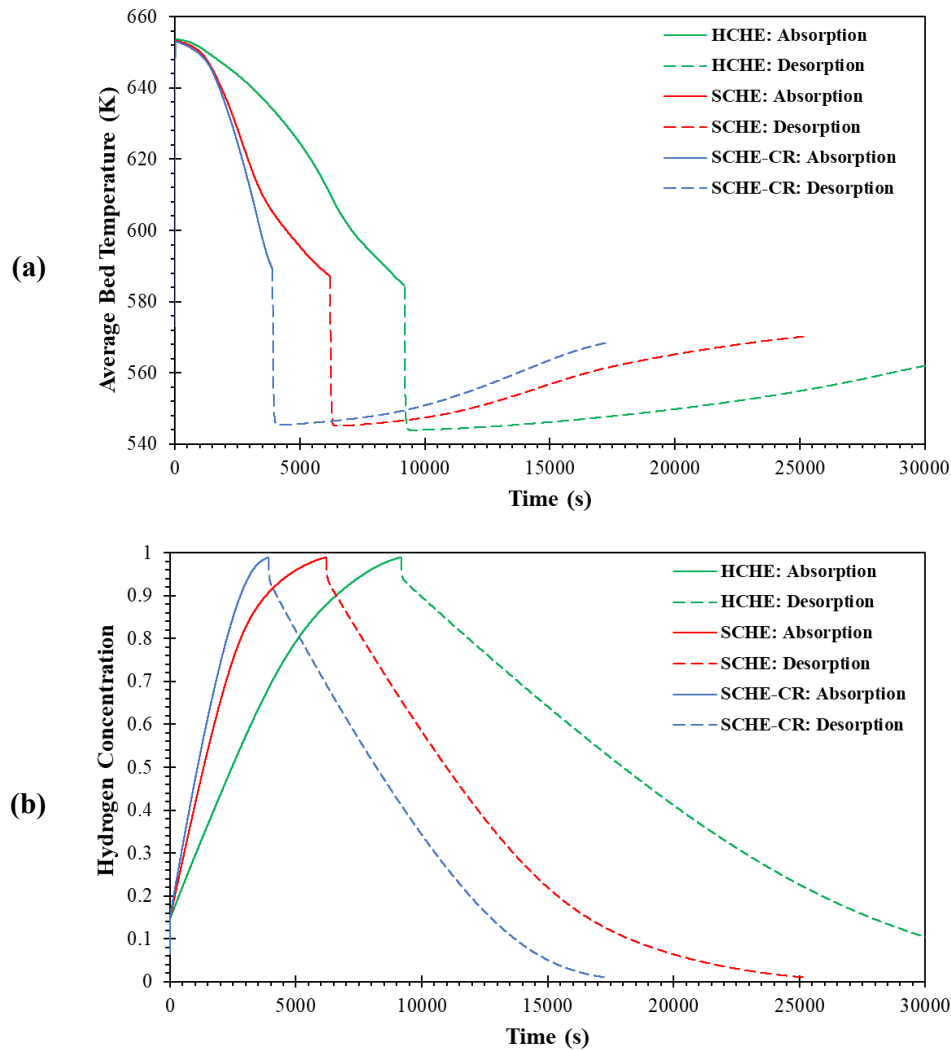 (a)
Average Bed Temperature (K)
660
640
620
600
580
560
540
0
5000
10000
15000
20000
25000
30000
Time (s)
HCHE: Absorption
HCHE: Desorption
SCHE: Absorption
SCHE: Desorption
SCHE-CR: Absorption
SCHE-CR: Desorption
(b)
Hydrogen Concentration
1
0.9
0.8
0.7
0.6
0.5
0.4
0.3
0.2
0.1
0
0
5000
10000
15000
20000
25000
30000
Time (s)
HCHE: Absorption
HCHE: Desorption
SCHE: Absorption
SCHE: Desorption
SCHE-CR: Absorption
SCHE-CR: Desorption